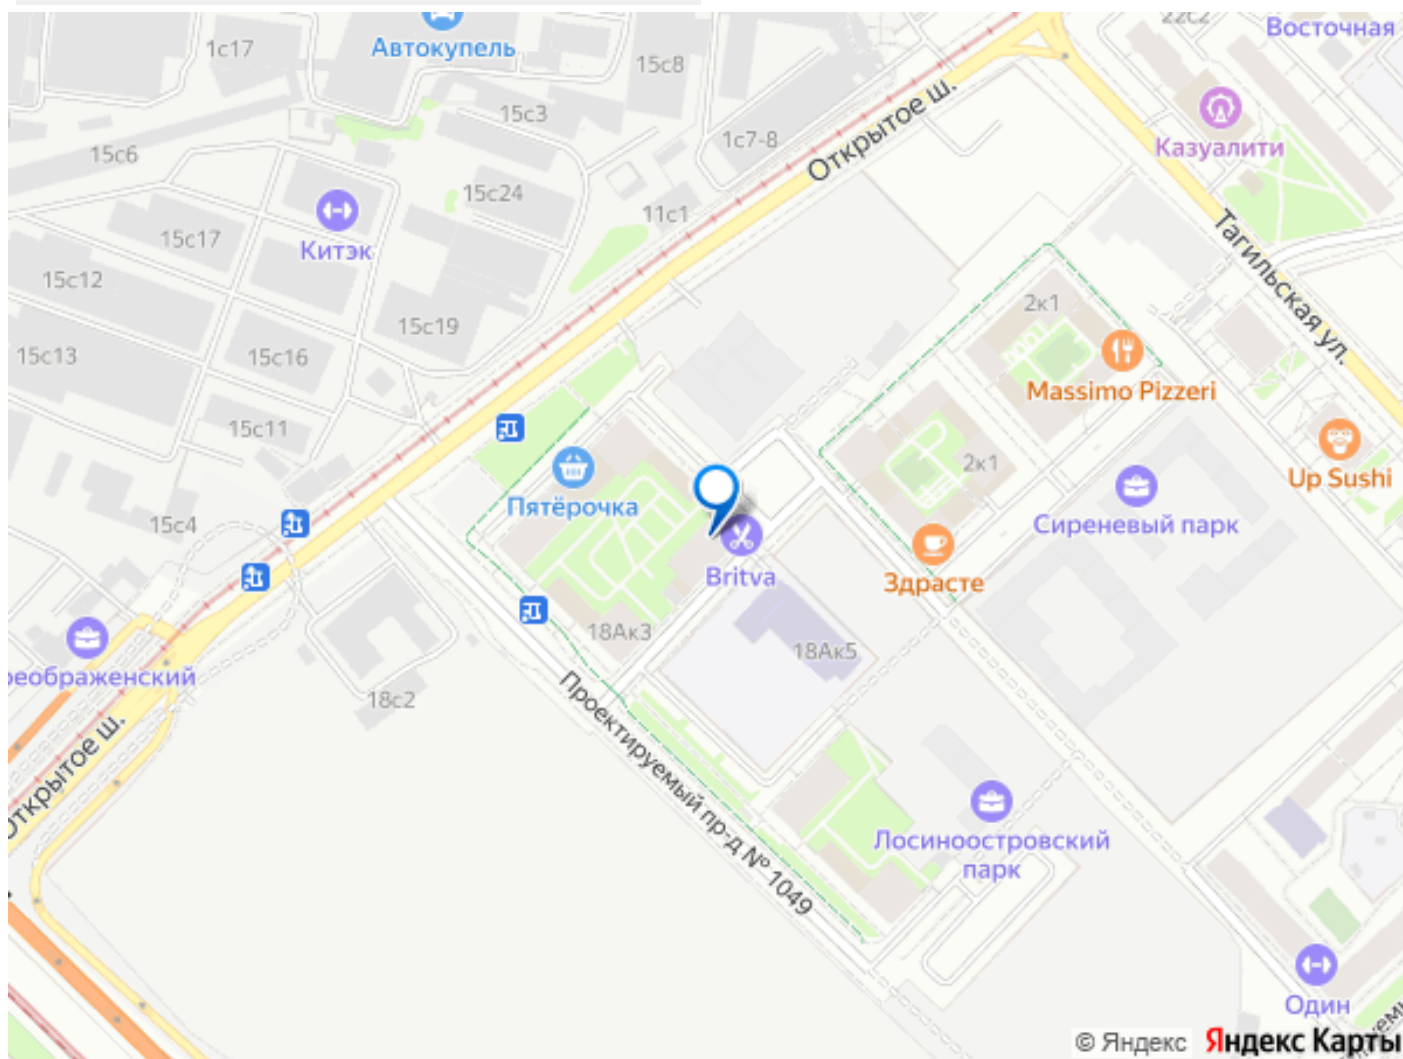 22с2
Восточная
1с17
Автокупель
15с8
15с3
Казуалити
1с7-8
Открытое ш.
15с6
15с24
Китэк
11с1
15с17
Тагильская ул.
15с12
2к1
15с19
15с13
15с16
Massimo Pizzeri
15с11
2к1
Up Sushi
Пятёрочка
15с4
Сиреневый парк
Britva
Здрасте
18Ак3
18Ак5
реображенский
18с2
Проектируемый пр-д № 1049
Открытое ш.
Лосиноостровский
парк
Один
© Яндекс Яндекс Карты